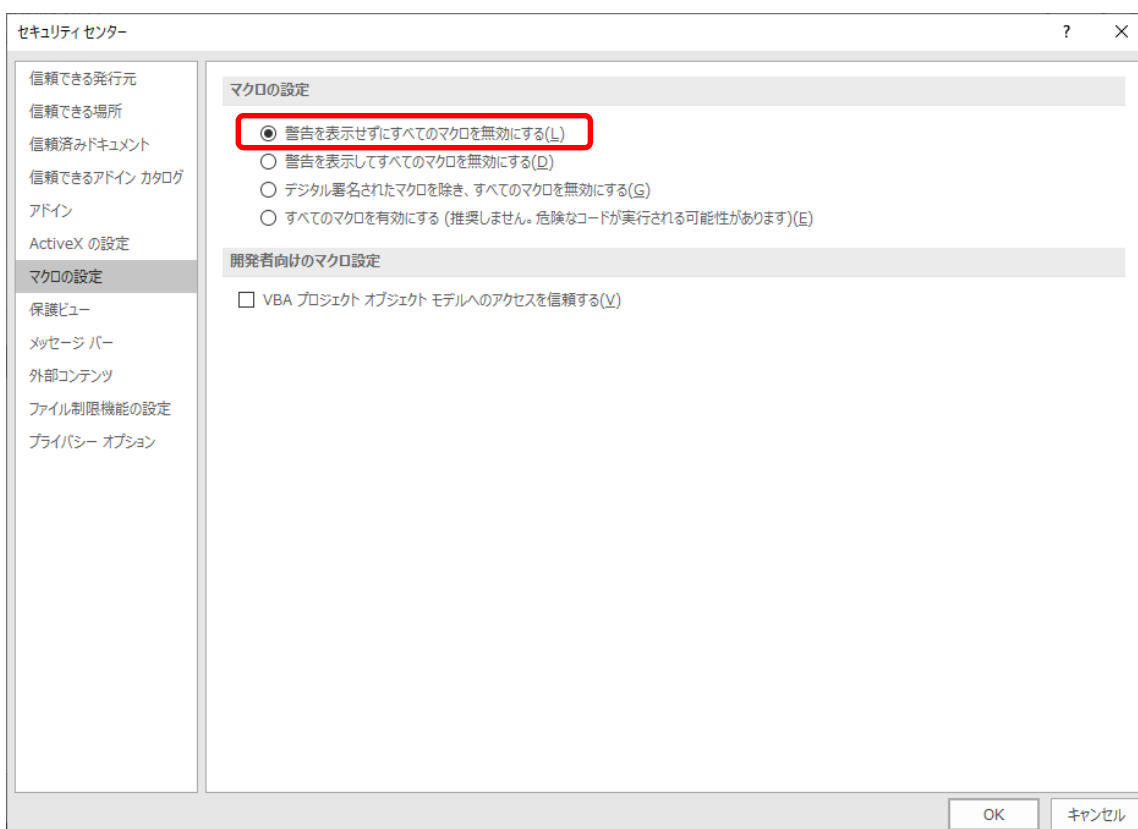 セキュリティ センター
?
信頼できる発行元
信頼できる場所
信頼済みドキュメント
信頼できるアドイン カタログ
アドイン
ActiveX の設定
マクロの設定
保護ビュー
メッセージ バー
外部コンテンツ
ファイル制限機能の設定
プライバシー オプション
マクロの設定
警告を表示せずにすべてのマクロを無効にする(L)
警告を表示してすべてのマクロを無効にする(D)
デジタル署名されたマクロを除き、すべてのマクロを無効にする(G)
すべてのマクロを有効にする (推奨しません。危険なコードが実行される可能性があります)(E)
開発者向けのマクロ設定
VBA プロジェクト オブジェクト モデルへのアクセスを信頼する(V)
OK
キャンセル